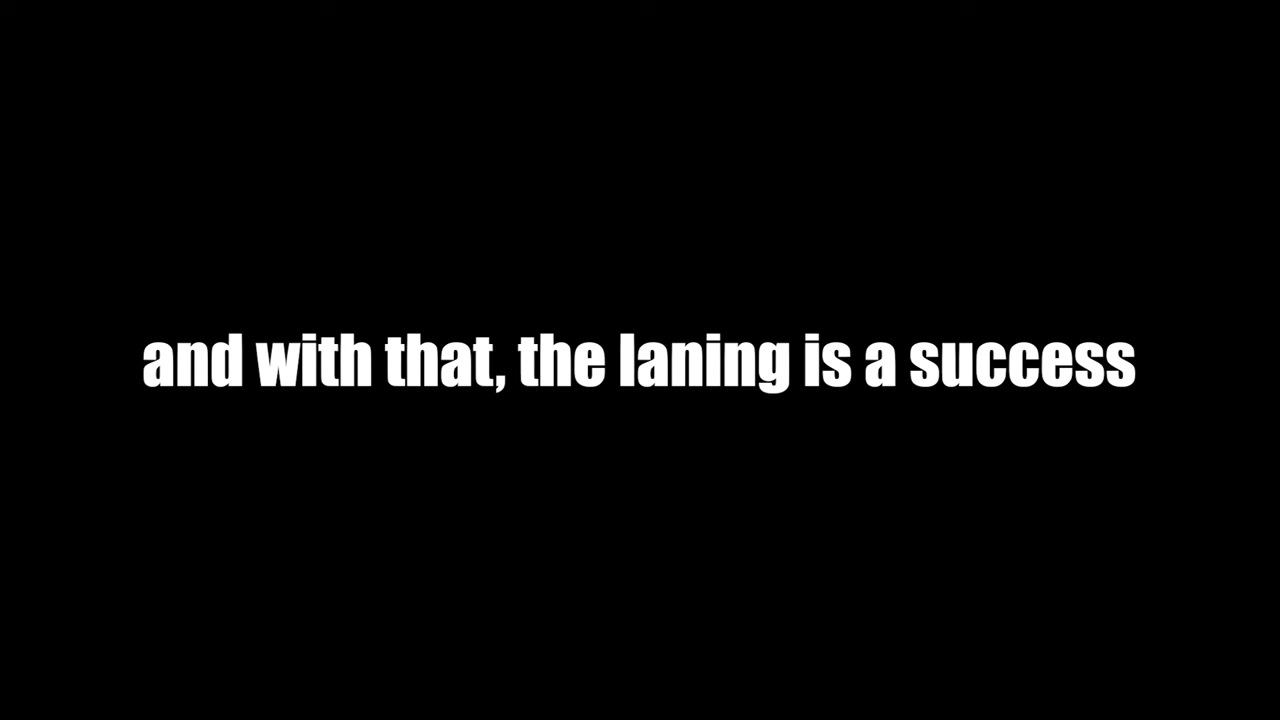 and with that, the laning is a success